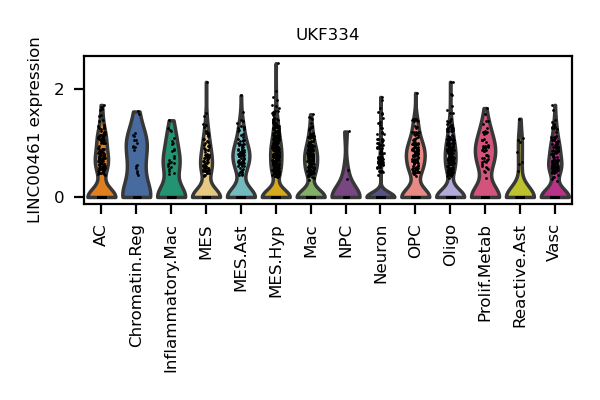 UKF334
LINC00461 expression
2
0
AC
Chromatin.Reg
Inflammatory.Mac
MES
MES.Ast
MES.Hyp
Mac
NPC
Neuron
OPC
Oligo
Prolif.Metab
Reactive.Ast
Vasc